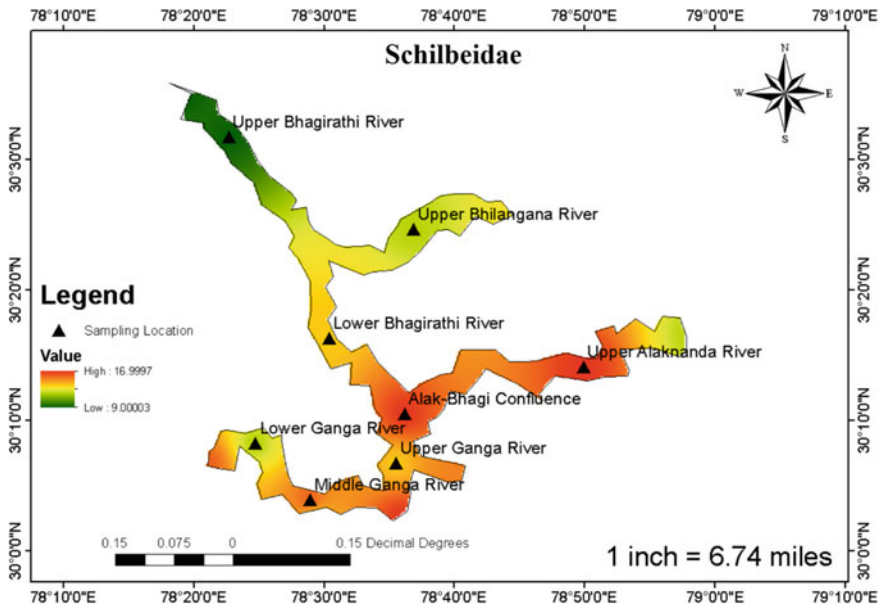 78°10'0"E 78°20'0"E 78°30'0"E 78°40'0"E 78°50'0"E 79°0'0"E 79°10'0"E
Schilbeidae
N
W E
S
Upper Bhagirathi River
30°30'0"N 30°30'0"N
Upper Bhilangana River
30°20'0"N 30°20'0"N
Legend
Sampling Location
Value
High : 16.9997
Low : 9.00003
Lower Bhagirathi River
Upper Alaknanda River
Alak-Bhagi Confluence
30°10'0"N 30°10'0"N
Lower Ganga River
Upper Ganga River
Middle Ganga River
30°0'0"N 30°0'0"N
0.15 0.075 0 0.15 Decimal Degrees
1 inch = 6.74 miles
78°10'0"E 78°20'0"E 78°30'0"E 78°40'0"E 78°50'0"E 79°0'0"E 79°10'0"E